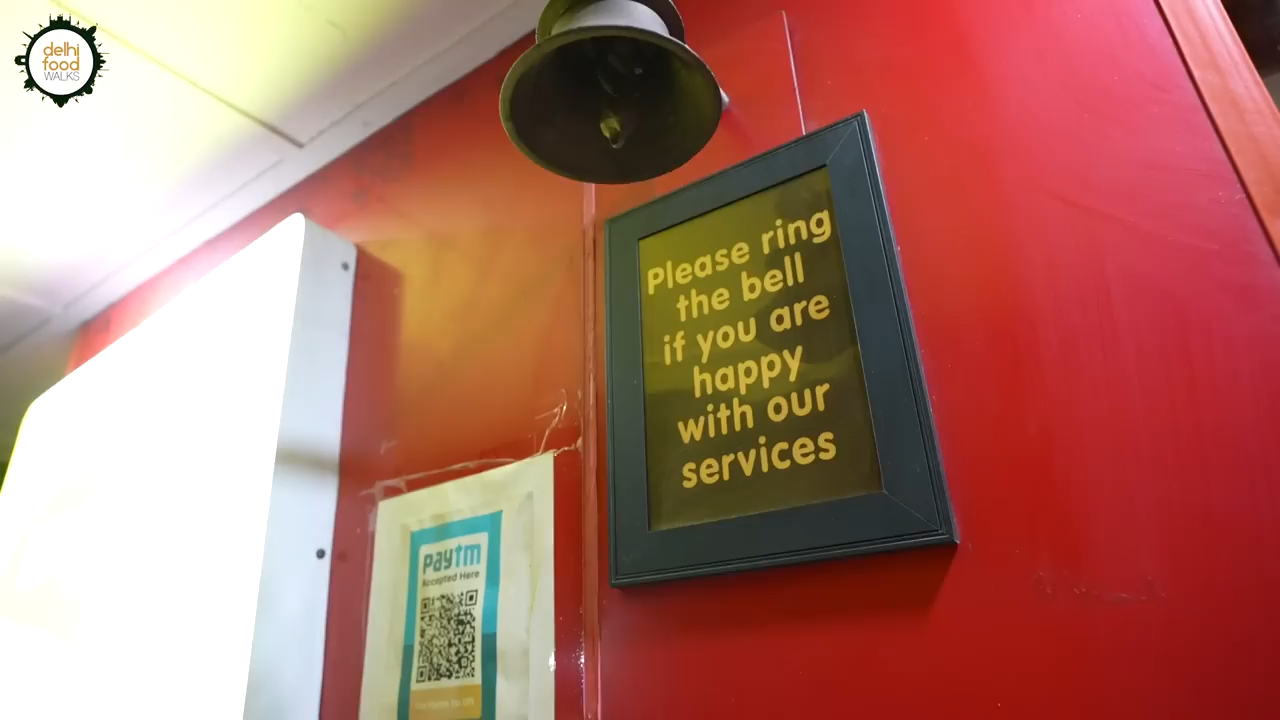 delhi
food
WALKS
Please ring
the bell
if you are
happy
with our
services
paytm
Accepted Here